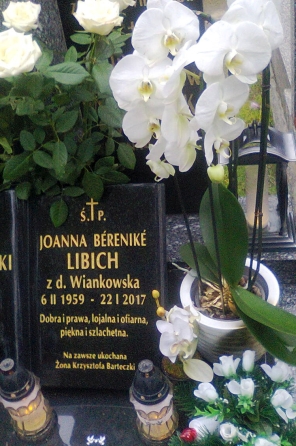 Ś.†P.
JOANNA BÉRENIKÉ
LIBICH
z d. Wiankowska
6 II 1959 - 22 I 2017
Dobra i prawa, lojalna i ofiarna,
piękna i szlachetna.
Na zawsze ukochana
Żona Krzysztofa Barteczki
KI